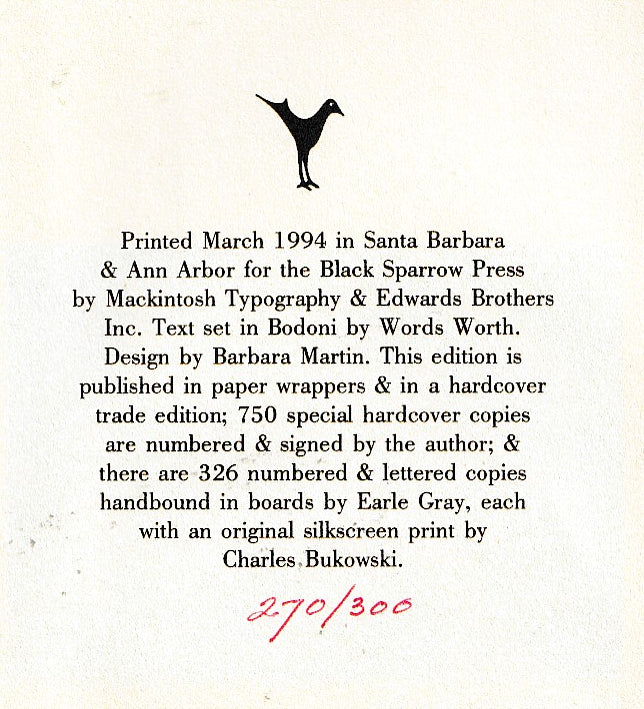 Printed March 1994 in Santa Barbara
& Ann Arbor for the Black Sparrow Press
by Mackintosh Typography & Edwards Brothers
Inc. Text set in Bodoni by Words Worth.
Design by Barbara Martin. This edition is
published in paper wrappers & in a hardcover
trade edition; 750 special hardcover copies
are numbered & signed by the author; &
there are 326 numbered & lettered copies
handbound in boards by Earle Gray, each
with an original silkscreen print by
Charles Bukowski.
270/300